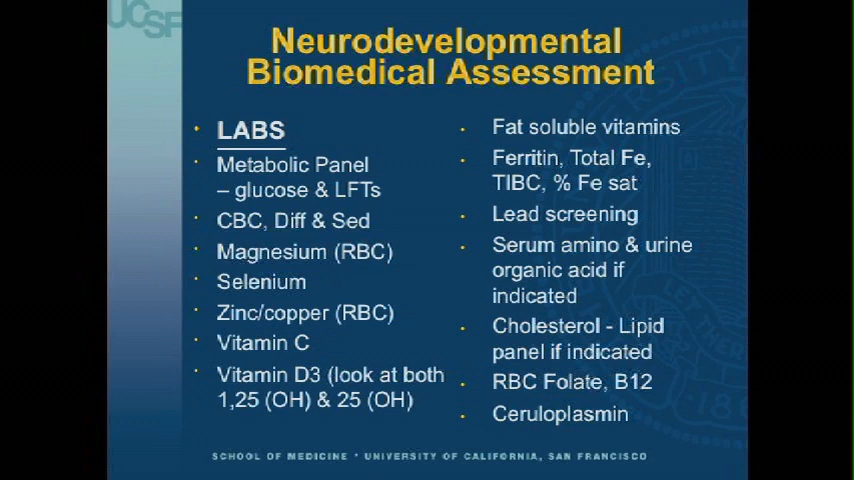 UCSF
Neurodevelopmental
Biomedical Assessment
• LABS
• Metabolic Panel
– glucose & LFTs
• CBC, Diff & Sed
• Magnesium (RBC)
• Selenium
• Zinc/copper (RBC)
• Vitamin C
• Vitamin D3 (look at both
1,25 (OH) & 25 (OH)
• Fat soluble vitamins
• Ferritin, Total Fe,
TIBC, % Fe sat
• Lead screening
• Serum amino & urine
organic acid if
indicated
• Cholesterol - Lipid
panel if indicated
• RBC Folate, B12
• Ceruloplasmin
SCHOOL OF MEDICINE * UNIVERSITY OF CALIFORNIA, SAN FRANCISCO